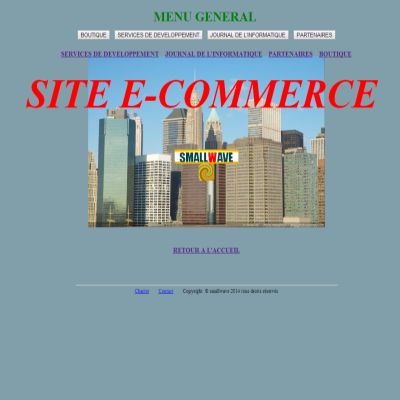 MENU GENERAL
BOUTIQUE SERVICES DE DEVELOPPEMENT JOURNAL DE L'INFORMATIQUE PARTENAIRES
SERVICES DE DEVELOPPEMENT JOURNAL DE L'INFORMATIQUE PARTENAIRES BOUTIQUE
SITE E-COMMERCE
SMALLWAVE
RETOUR A L'ACCUEIL
Charte Contact Copyright © smallwave 2014 tous droits réservés